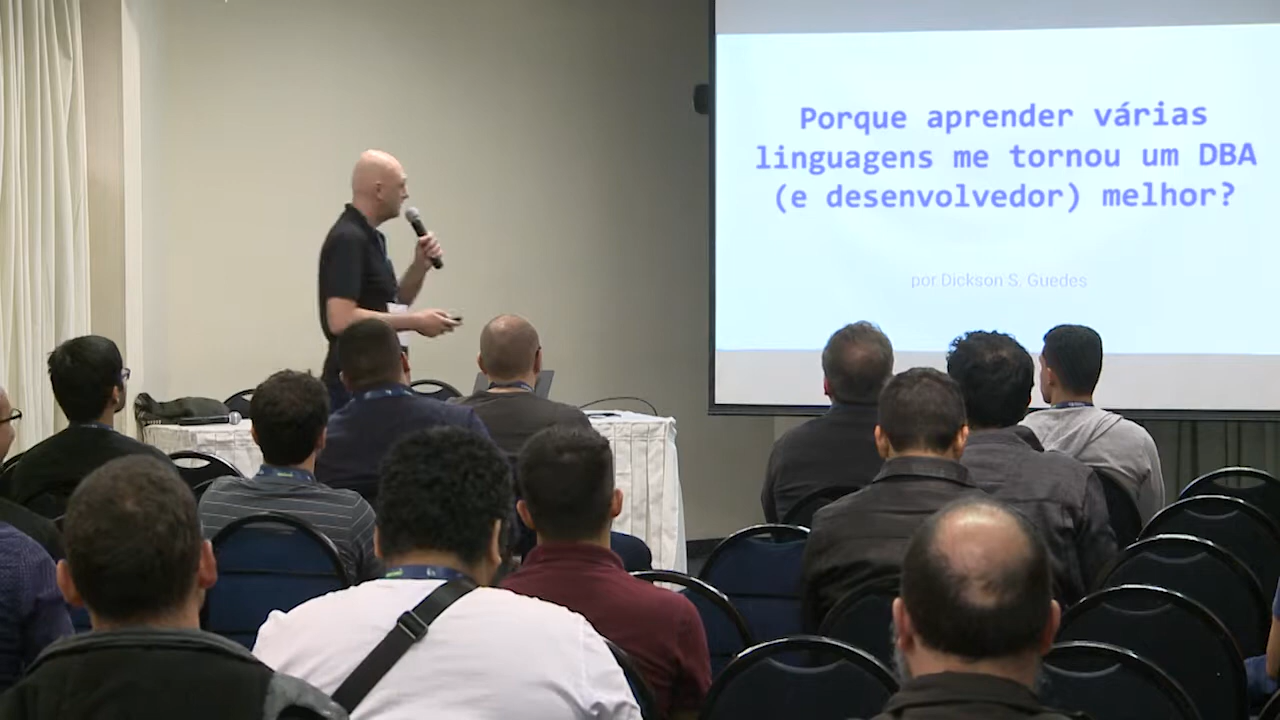 Porque aprender várias
linguagens me tornou um DBA
(e desenvolvedor) melhor?
por Dickson S. Guedes